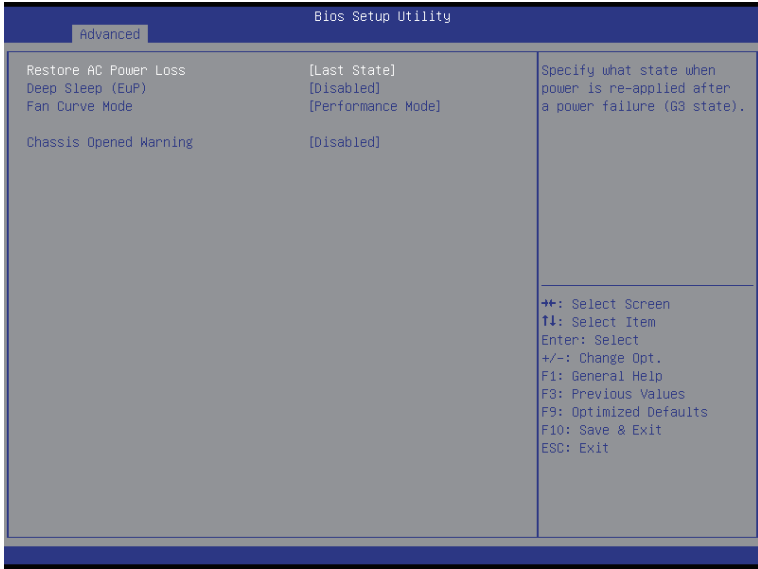 Bios Setup Utility
Advanced
Restore AC Power Loss [Last State]
Deep Sleep (EuP) [Disabled]
Fan Curve Mode [Performance Mode]
Chassis Opened Warning [Disabled]
Specify what state when
power is re-applied after
a power failure (G3 state).
→←: Select Screen
↑↓: Select Item
Enter: Select
+/-: Change Opt.
F1: General Help
F3: Previous Values
F9: Optimized Defaults
F10: Save & Exit
ESC: Exit